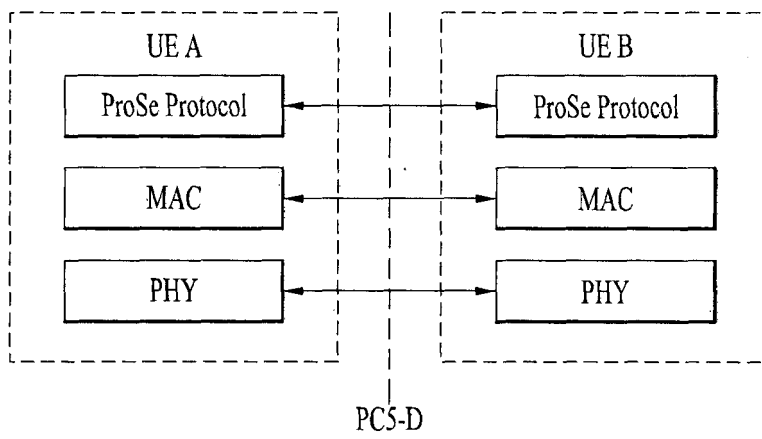 UE A
UE B
ProSe Protocol
ProSe Protocol
MAC
MAC
PHY
PHY
PC5-D